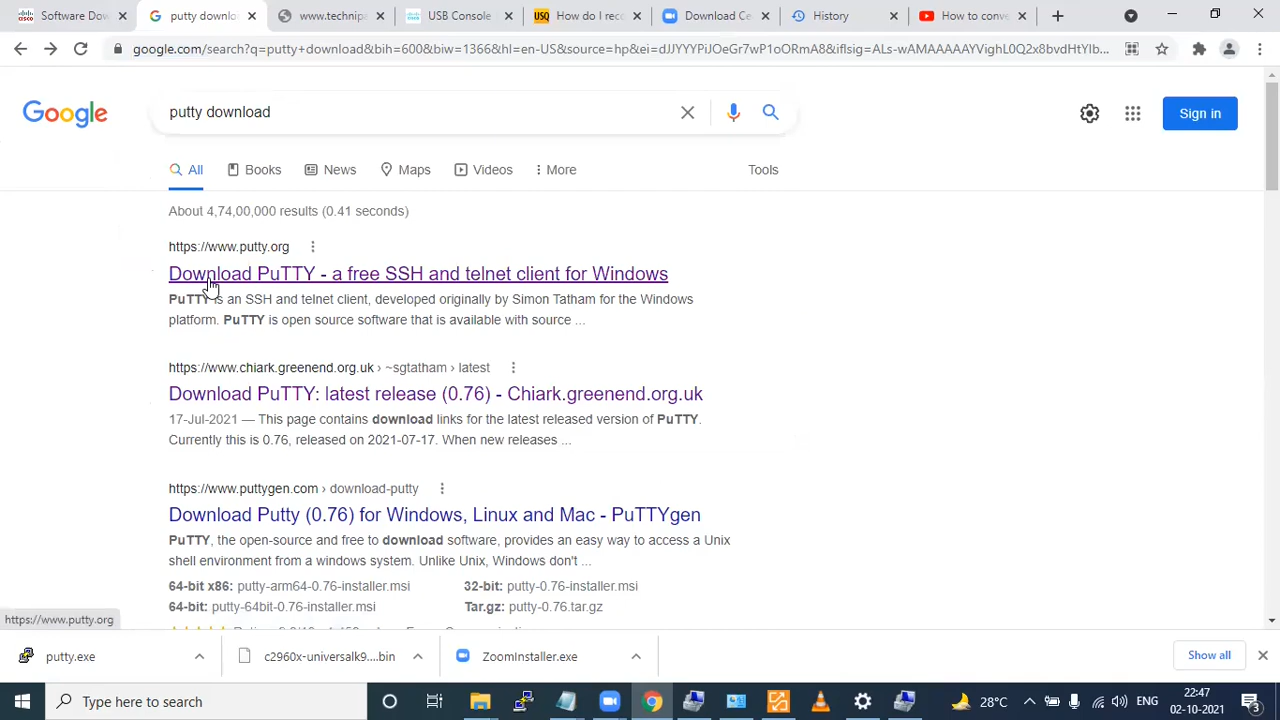 Software Dow
putty downlo
www.technipa
USB Console
How do I rec
Download Ce
History
How to conv
google.com/search?q=putty+download&bih=600&biw=1366&hl=en-US&source=hp&ei=dJJYYPiJOeGr7wP1oORmA8&iflsig=ALs-wAMAAAAAYVighL0Q2x8bvdHtYlb...
Google
putty download
Sign in
All
Books
News
Maps
Videos
More
Tools
About 4,74,00,000 results (0.41 seconds)
https://www.putty.org
Download PuTTY - a free SSH and telnet client for Windows
PuTTY is an SSH and telnet client, developed originally by Simon Tatham for the Windows
platform. PuTTY is open source software that is available with source ...
https://www.chiark.greenend.org.uk › ~sgtatham › latest
Download PuTTY: latest release (0.76) - Chiark.greenend.org.uk
17-Jul-2021 — This page contains download links for the latest released version of PuTTY.
Currently this is 0.76, released on 2021-07-17. When new releases ...
https://www.puttygen.com › download-putty
Download Putty (0.76) for Windows, Linux and Mac - PuTTYgen
PuTTY, the open-source and free to download software, provides an easy way to access a Unix
shell environment from a windows system. Unlike Unix, Windows don't ...
64-bit x86: putty-arm64-0.76-installer.msi 32-bit: putty-0.76-installer.msi
64-bit: putty-64bit-0.76-installer.msi Tar.gz: putty-0.76.tar.gz
https://www.putty.org
putty.exe
c2960x-universalk9....bin
ZoomInstaller.exe
Show all
Type here to search
28°C
ENG
22:47
02-10-2021
3